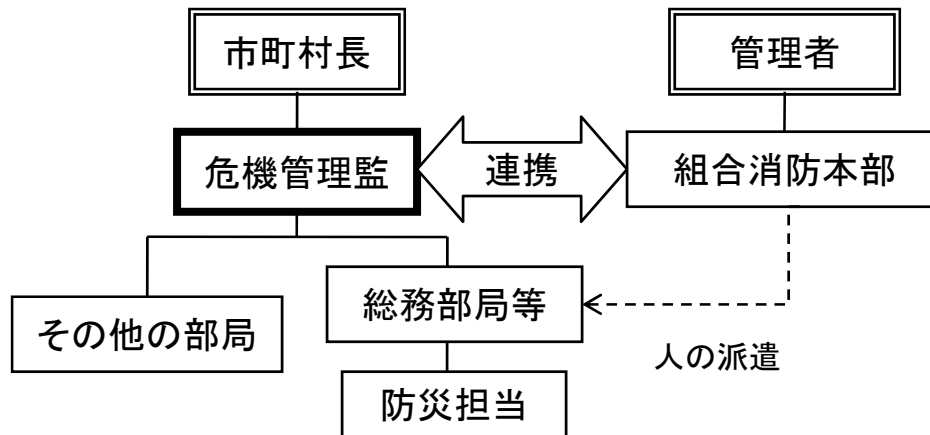 市町村長
管理者
危機管理監
連携
組合消防本部
総務部局等
その他の部局
人の派遣
防災担当